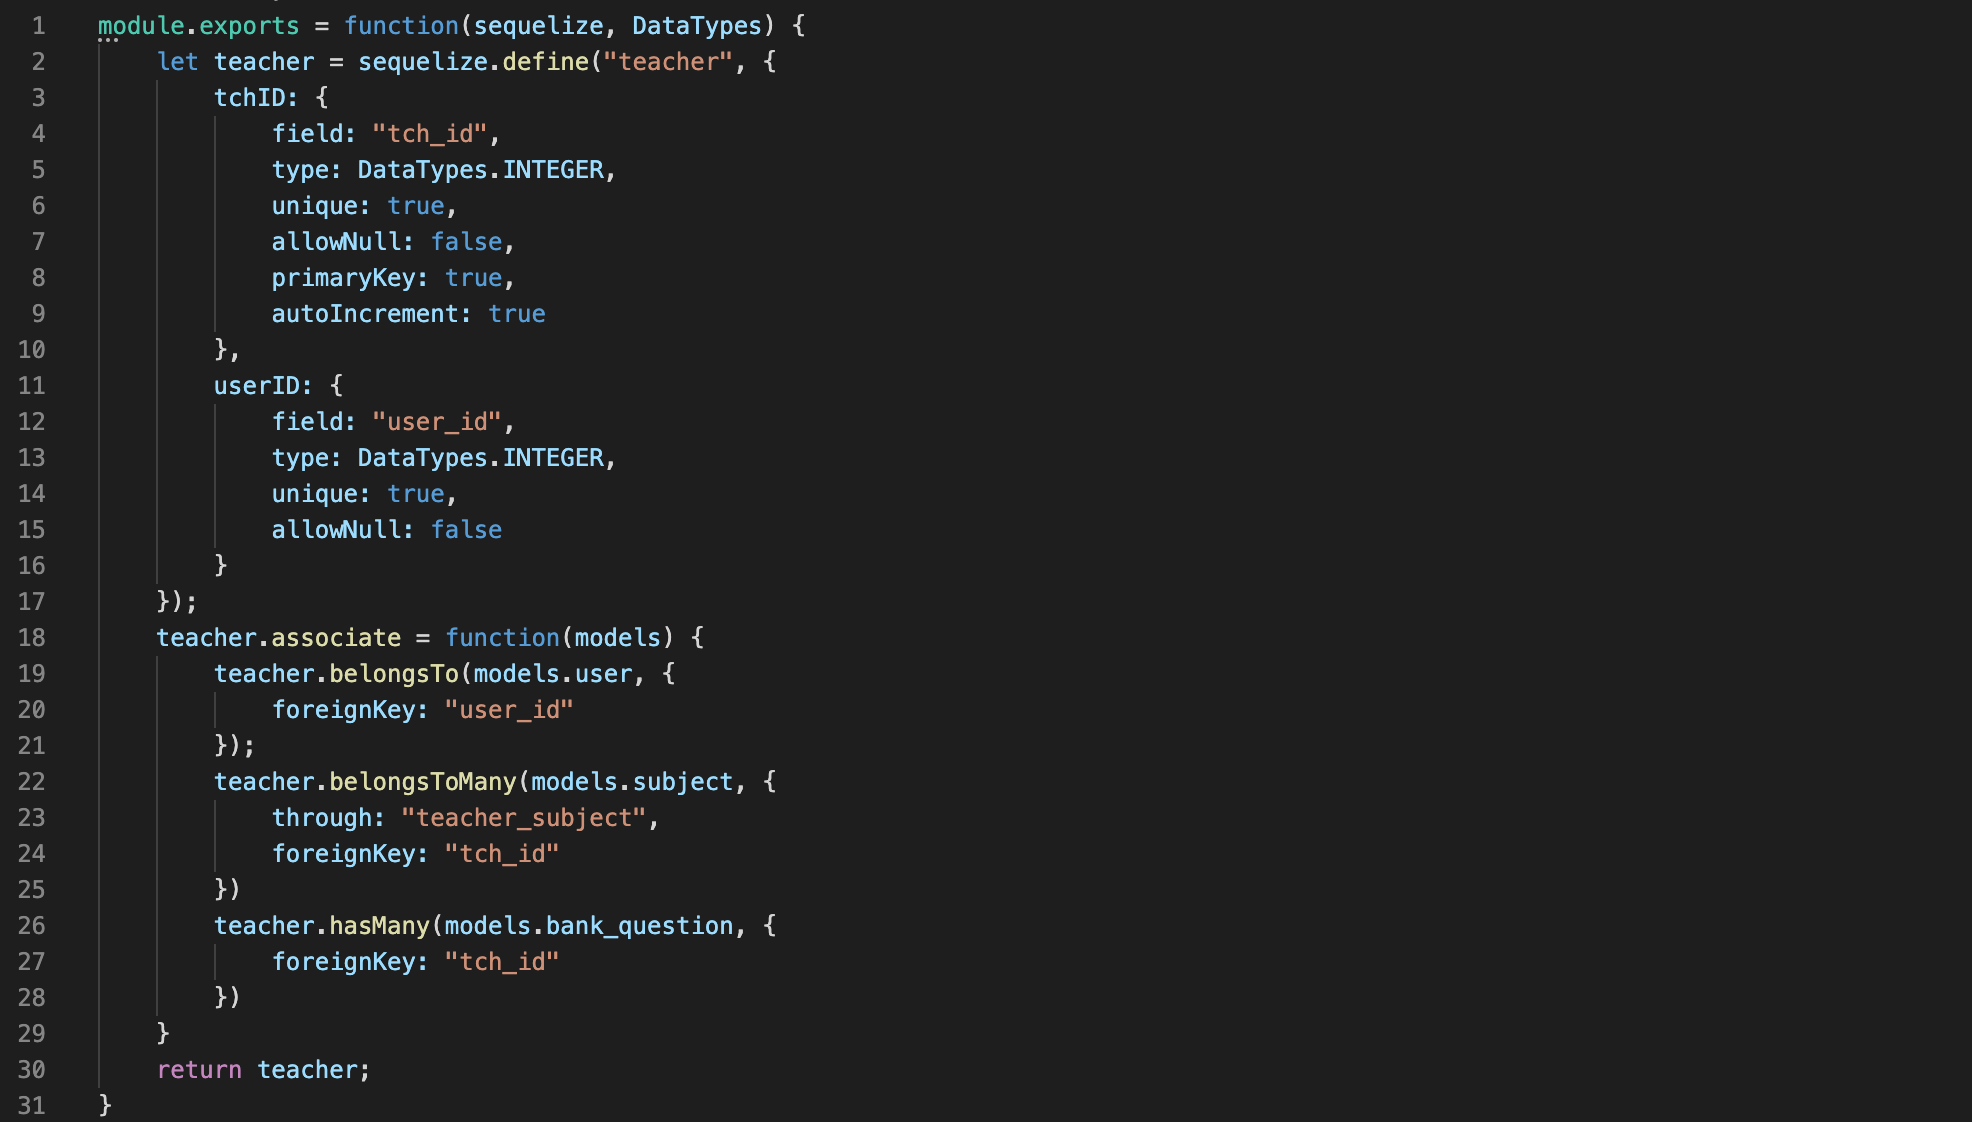 1 module.exports = function(sequelize, DataTypes) {
2     let teacher = sequelize.define("teacher", {
3         tchID: {
4             field: "tch_id",
5             type: DataTypes.INTEGER,
6             unique: true,
7             allowNull: false,
8             primaryKey: true,
9             autoIncrement: true
10         },
11         userID: {
12             field: "user_id",
13             type: DataTypes.INTEGER,
14             unique: true,
15             allowNull: false
16         }
17     });
18     teacher.associate = function(models) {
19         teacher.belongsTo(models.user, {
20             foreignKey: "user_id"
21         });
22         teacher.belongsToMany(models.subject, {
23             through: "teacher_subject",
24             foreignKey: "tch_id"
25         })
26         teacher.hasMany(models.bank_question, {
27             foreignKey: "tch_id"
28         })
29     }
30     return teacher;
31 }